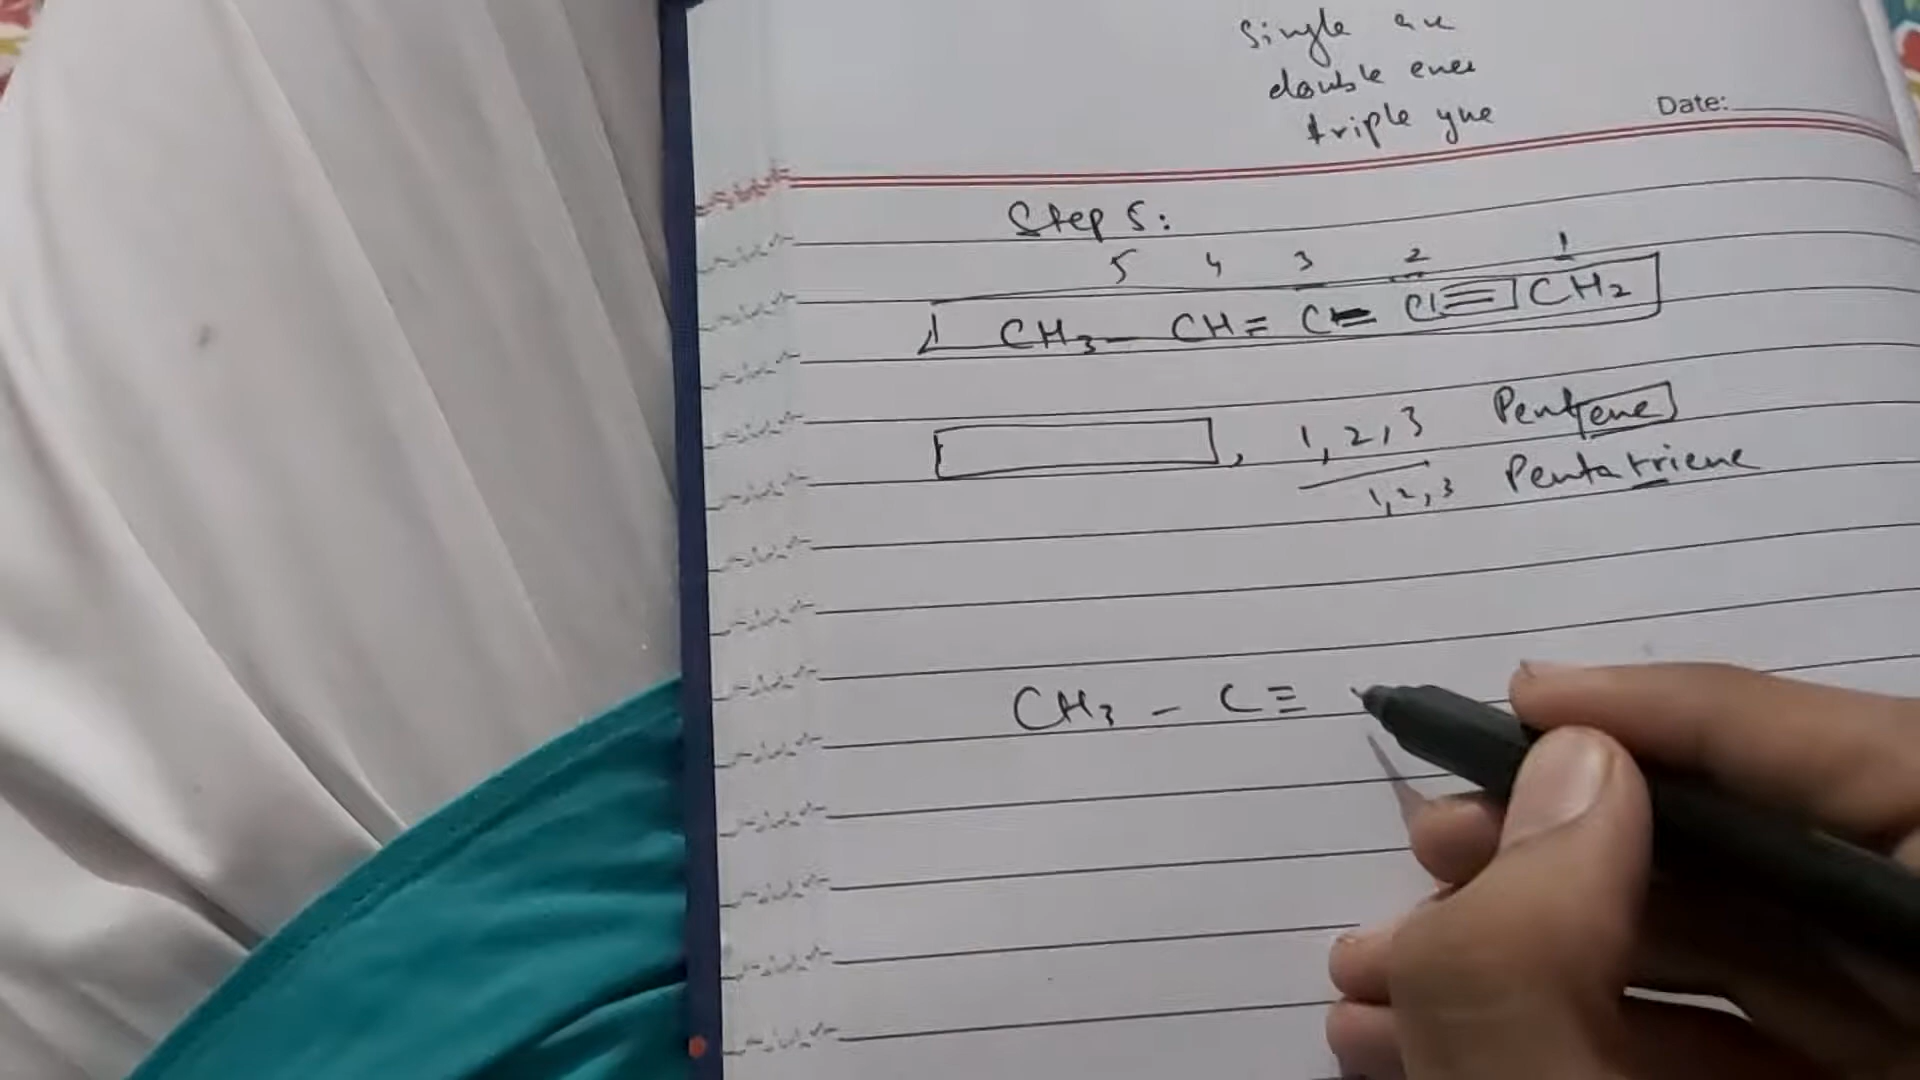 Single ane
double enes
triple yne
Date:
Step 5:
5 4 3 2 1
CH3 - CH = C = C = CH2
, 1, 2, 3 Pentene
1, 2, 3 Pentatriene
CH3 - C ≡